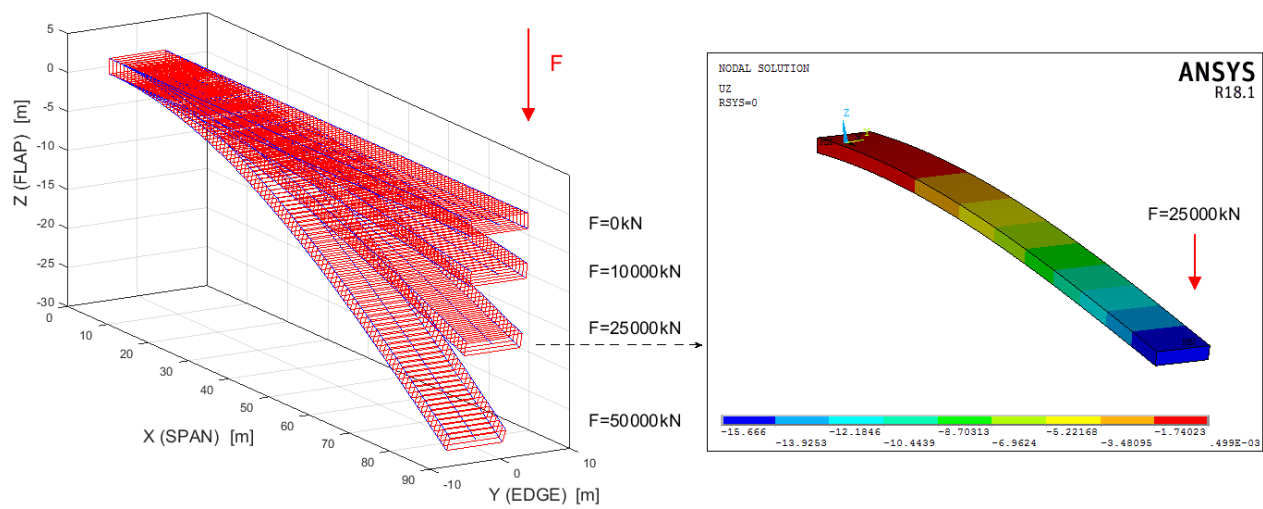 5
0
-5
-10
-15
-20
-25
-30
Z (FLAP) [m]
0
10
20
30
40
50
60
70
80
90
X (SPAN) [m]
-10
0
10
Y (EDGE) [m]
F
F=0kN
F=10000kN
F=25000kN
F=50000kN
NODAL SOLUTION
UZ
RSYS=0
ANSYS
R18.1
Z
F=25000kN
-15.666
-13.9253
-12.1846
-10.4439
-8.70313
-6.9624
-5.22168
-3.48095
-1.74023
.499E-03